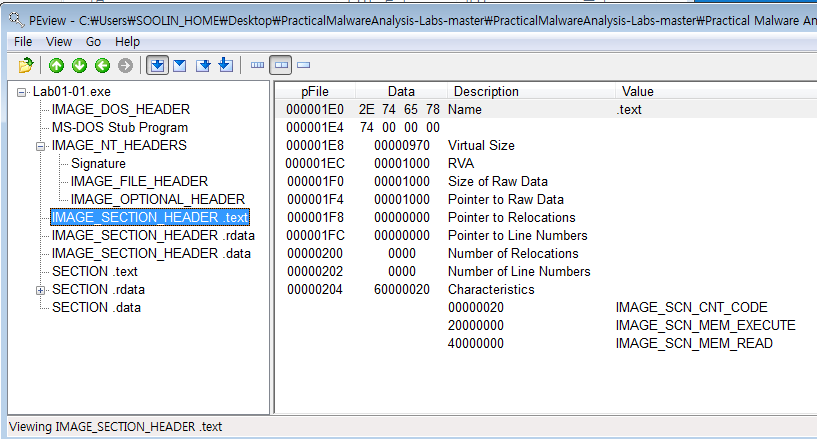 PEview - C:₩Users₩SOOLIN_HOME₩Desktop₩PracticalMalwareAnalysis-Labs-master₩PracticalMalwareAnalysis-Labs-master₩Practical Malware An
File View Go Help
Lab01-01.exe
IMAGE_DOS_HEADER
MS-DOS Stub Program
IMAGE_NT_HEADERS
Signature
IMAGE_FILE_HEADER
IMAGE_OPTIONAL_HEADER
IMAGE_SECTION_HEADER .text
IMAGE_SECTION_HEADER .rdata
IMAGE_SECTION_HEADER .data
SECTION .text
SECTION .rdata
SECTION .data
pFile Data Description Value
000001E0 2E 74 65 78 Name .text
000001E4 74 00 00 00
000001E8 00000970 Virtual Size
000001EC 00001000 RVA
000001F0 00001000 Size of Raw Data
000001F4 00001000 Pointer to Raw Data
000001F8 00000000 Pointer to Relocations
000001FC 00000000 Pointer to Line Numbers
00000200 0000 Number of Relocations
00000202 0000 Number of Line Numbers
00000204 60000020 Characteristics
00000020 IMAGE_SCN_CNT_CODE
20000000 IMAGE_SCN_MEM_EXECUTE
40000000 IMAGE_SCN_MEM_READ
Viewing IMAGE_SECTION_HEADER .text